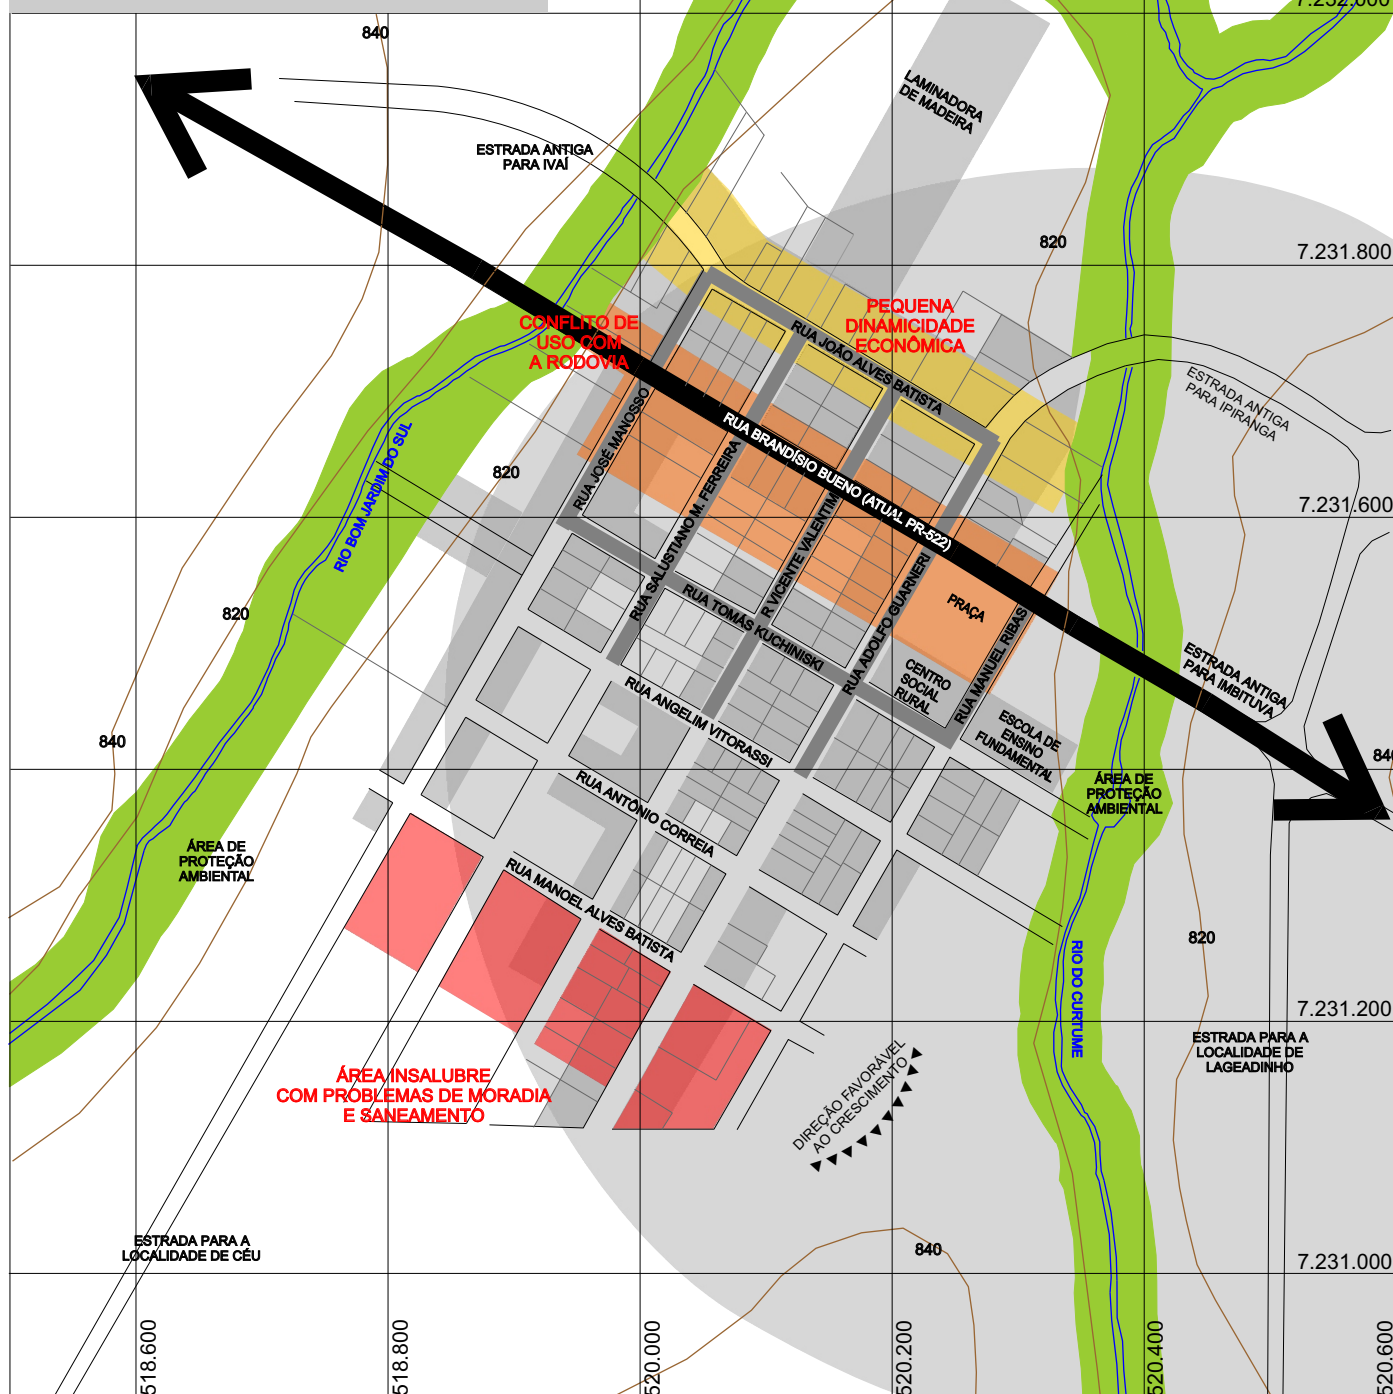 7.232.000
840
LAMINADORA
DE MADEIRA
ESTRADA ANTIGA
PARA IVAÍ
820
7.231.800
PEQUENA
DINAMICIDADE
ECONÔMICA
CONFLITO DE
USO COM
A RODOVIA
RUA JOÃO ALVES BATISTA
ESTRADA ANTIGA
PARA IPIRANGA
RUA JOSÉ MANOSSO
RUA BRANDÍSIO BUENO (ATUAL PR-522)
RIO BOM JARDIM DO SUL
820
RUA SALUSTIANO M. FERREIRA
R VICENTE VALENTIM
7.231.600
RUA ADOLFO GUARNERI
PRAÇA
RUA MANUEL RIBAS
820
RUA TOMAS KUCHINISKI
CENTRO
SOCIAL
RURAL
ESTRADA ANTIGA
PARA IMBITUVA
RUA ANGELIM VITORASSI
ESCOLA DE
ENSINO
FUNDAMENTAL
840
840
RUA ANTÔNIO CORREIA
ÁREA DE
PROTEÇÃO
AMBIENTAL
ÁREA DE
PROTEÇÃO
AMBIENTAL
RUA MANOEL ALVES BATISTA
820
RIO DO CURTUME
7.231.200
ESTRADA PARA A
LOCALIDADE DE
LAGEADINHO
ÁREA INSALUBRE
COM PROBLEMAS DE MORADIA
E SANEAMENTO
DIREÇÃO FAVORÁVEL
AO CRESCIMENTO
ESTRADA PARA A
LOCALIDADE DE CÉU
840
7.231.000
518.600
518.800
520.000
520.200
520.400
520.600